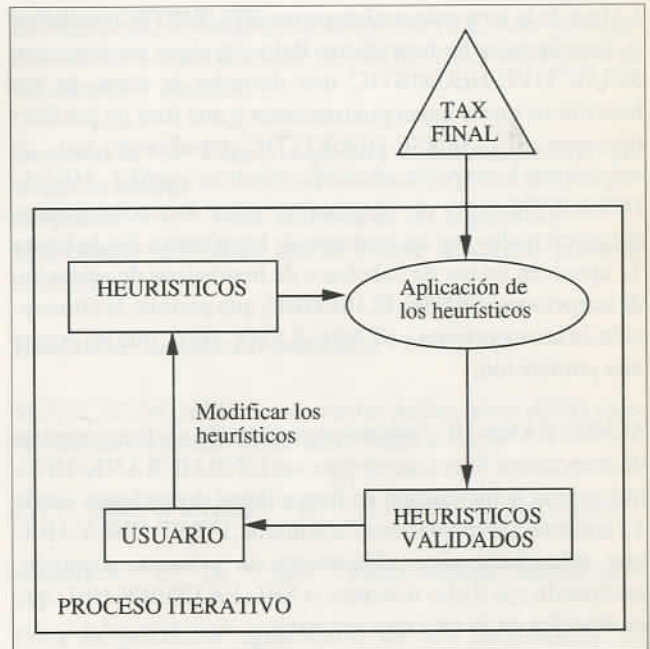 TAX
FINAL
HEURISTICOS
Aplicación de
los heurísticos
Modificar los
heurísticos
USUARIO
HEURISTICOS
VALIDADOS
PROCESO ITERATIVO